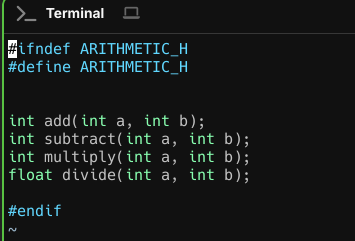 Terminal
#ifndef ARITHMETIC_H
#define ARITHMETIC_H
int add(int a, int b);
int subtract(int a, int b);
int multiply(int a, int b);
float divide(int a, int b);
#endif
~